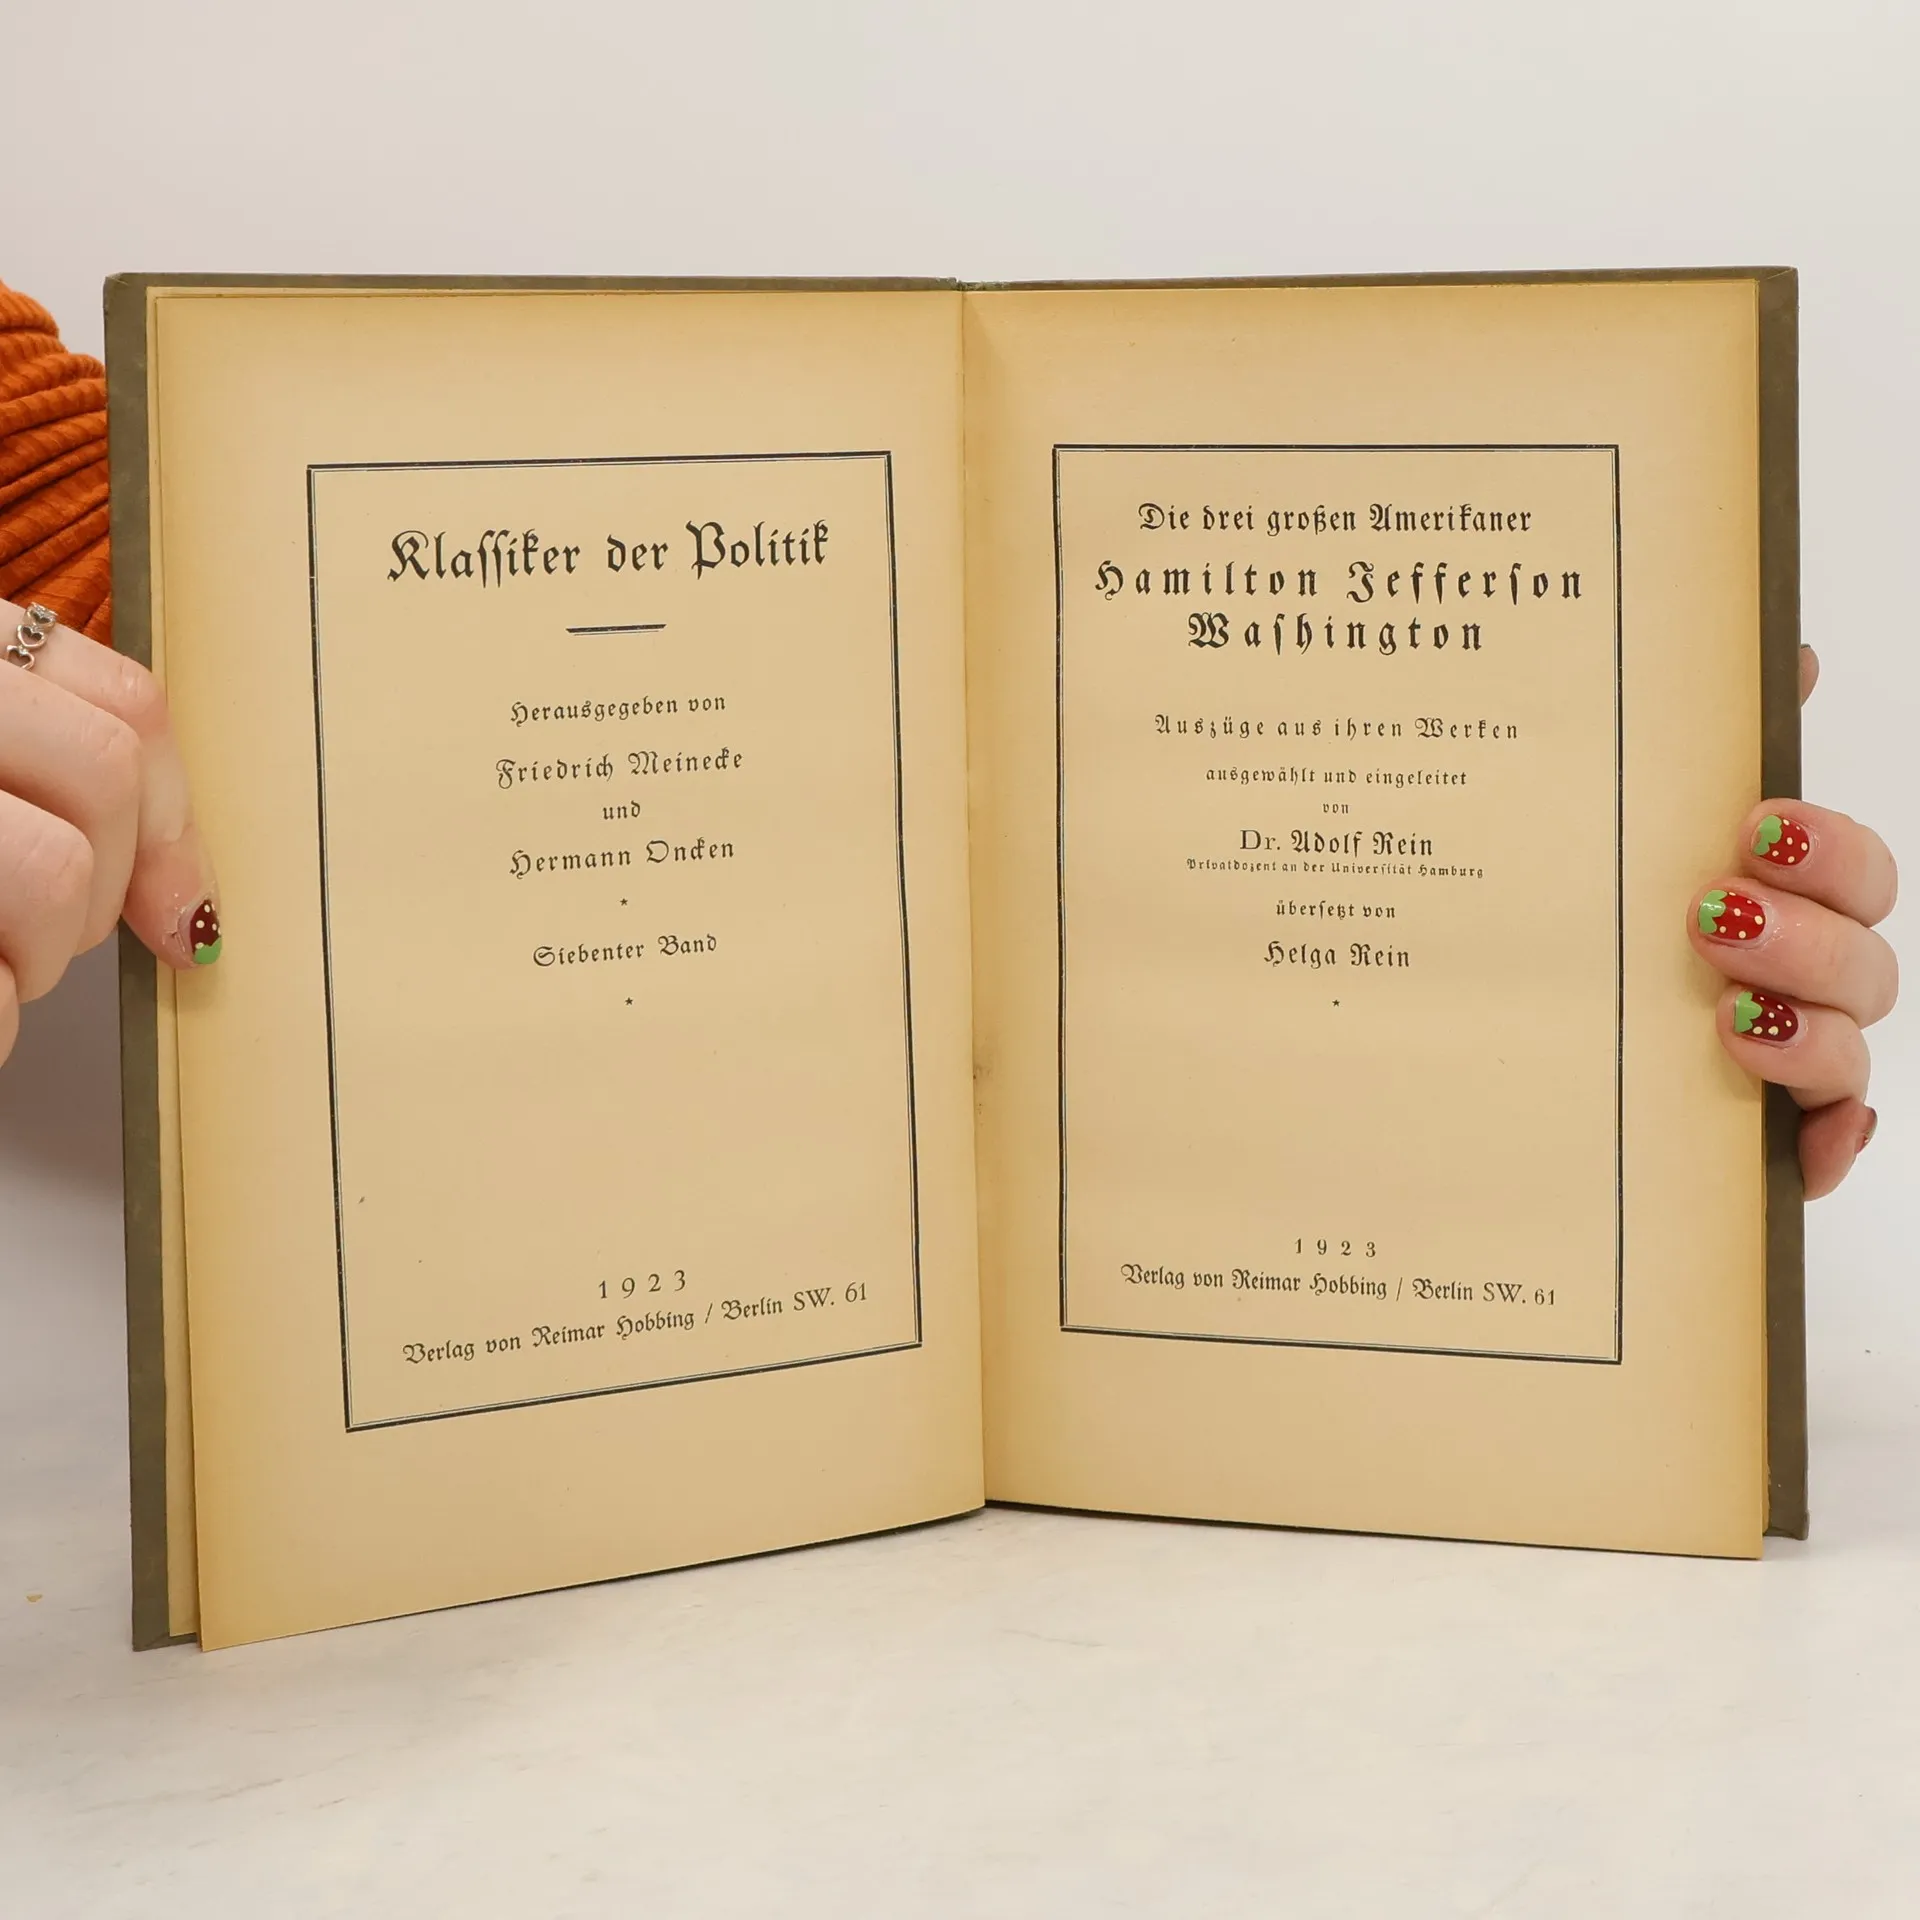 Klaſſiker der Politik
Herausgegeben von
Friedrich Meinecke
und
Hermann Oncken
*
Siebenter Band
*
1923
Verlag von Reimar Hobbing / Berlin SW. 61
Die drei großen Amerikaner
Hamilton Jefferſon
Waſhington
Auszüge aus ihren Werken
ausgewählt und eingeleitet
von
Dr. Adolf Rein
Privatdozent an der Univerſität Hamburg
überſetzt von
Helga Rein
*
1923
Verlag von Reimar Hobbing / Berlin SW. 61